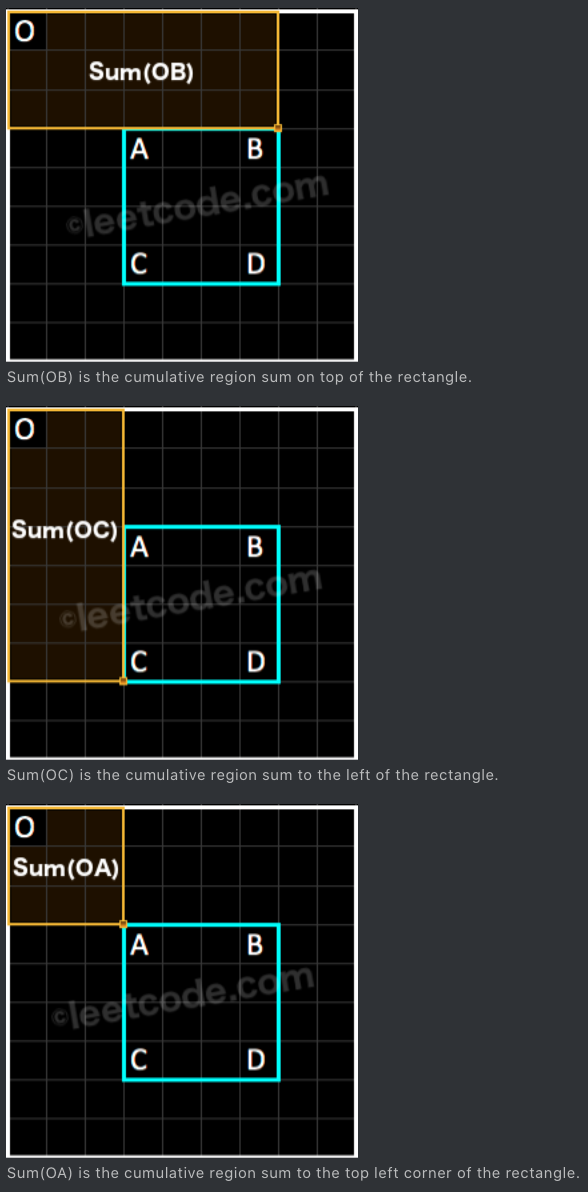 O
Sum(OB)
A B
©leetcode.com
C D
Sum(OB) is the cumulative region sum on top of the rectangle.
O
Sum(OC)
A B
©leetcode.com
C D
Sum(OC) is the cumulative region sum to the left of the rectangle.
O
Sum(OA)
A B
©leetcode.com
C D
Sum(OA) is the cumulative region sum to the top left corner of the rectangle.